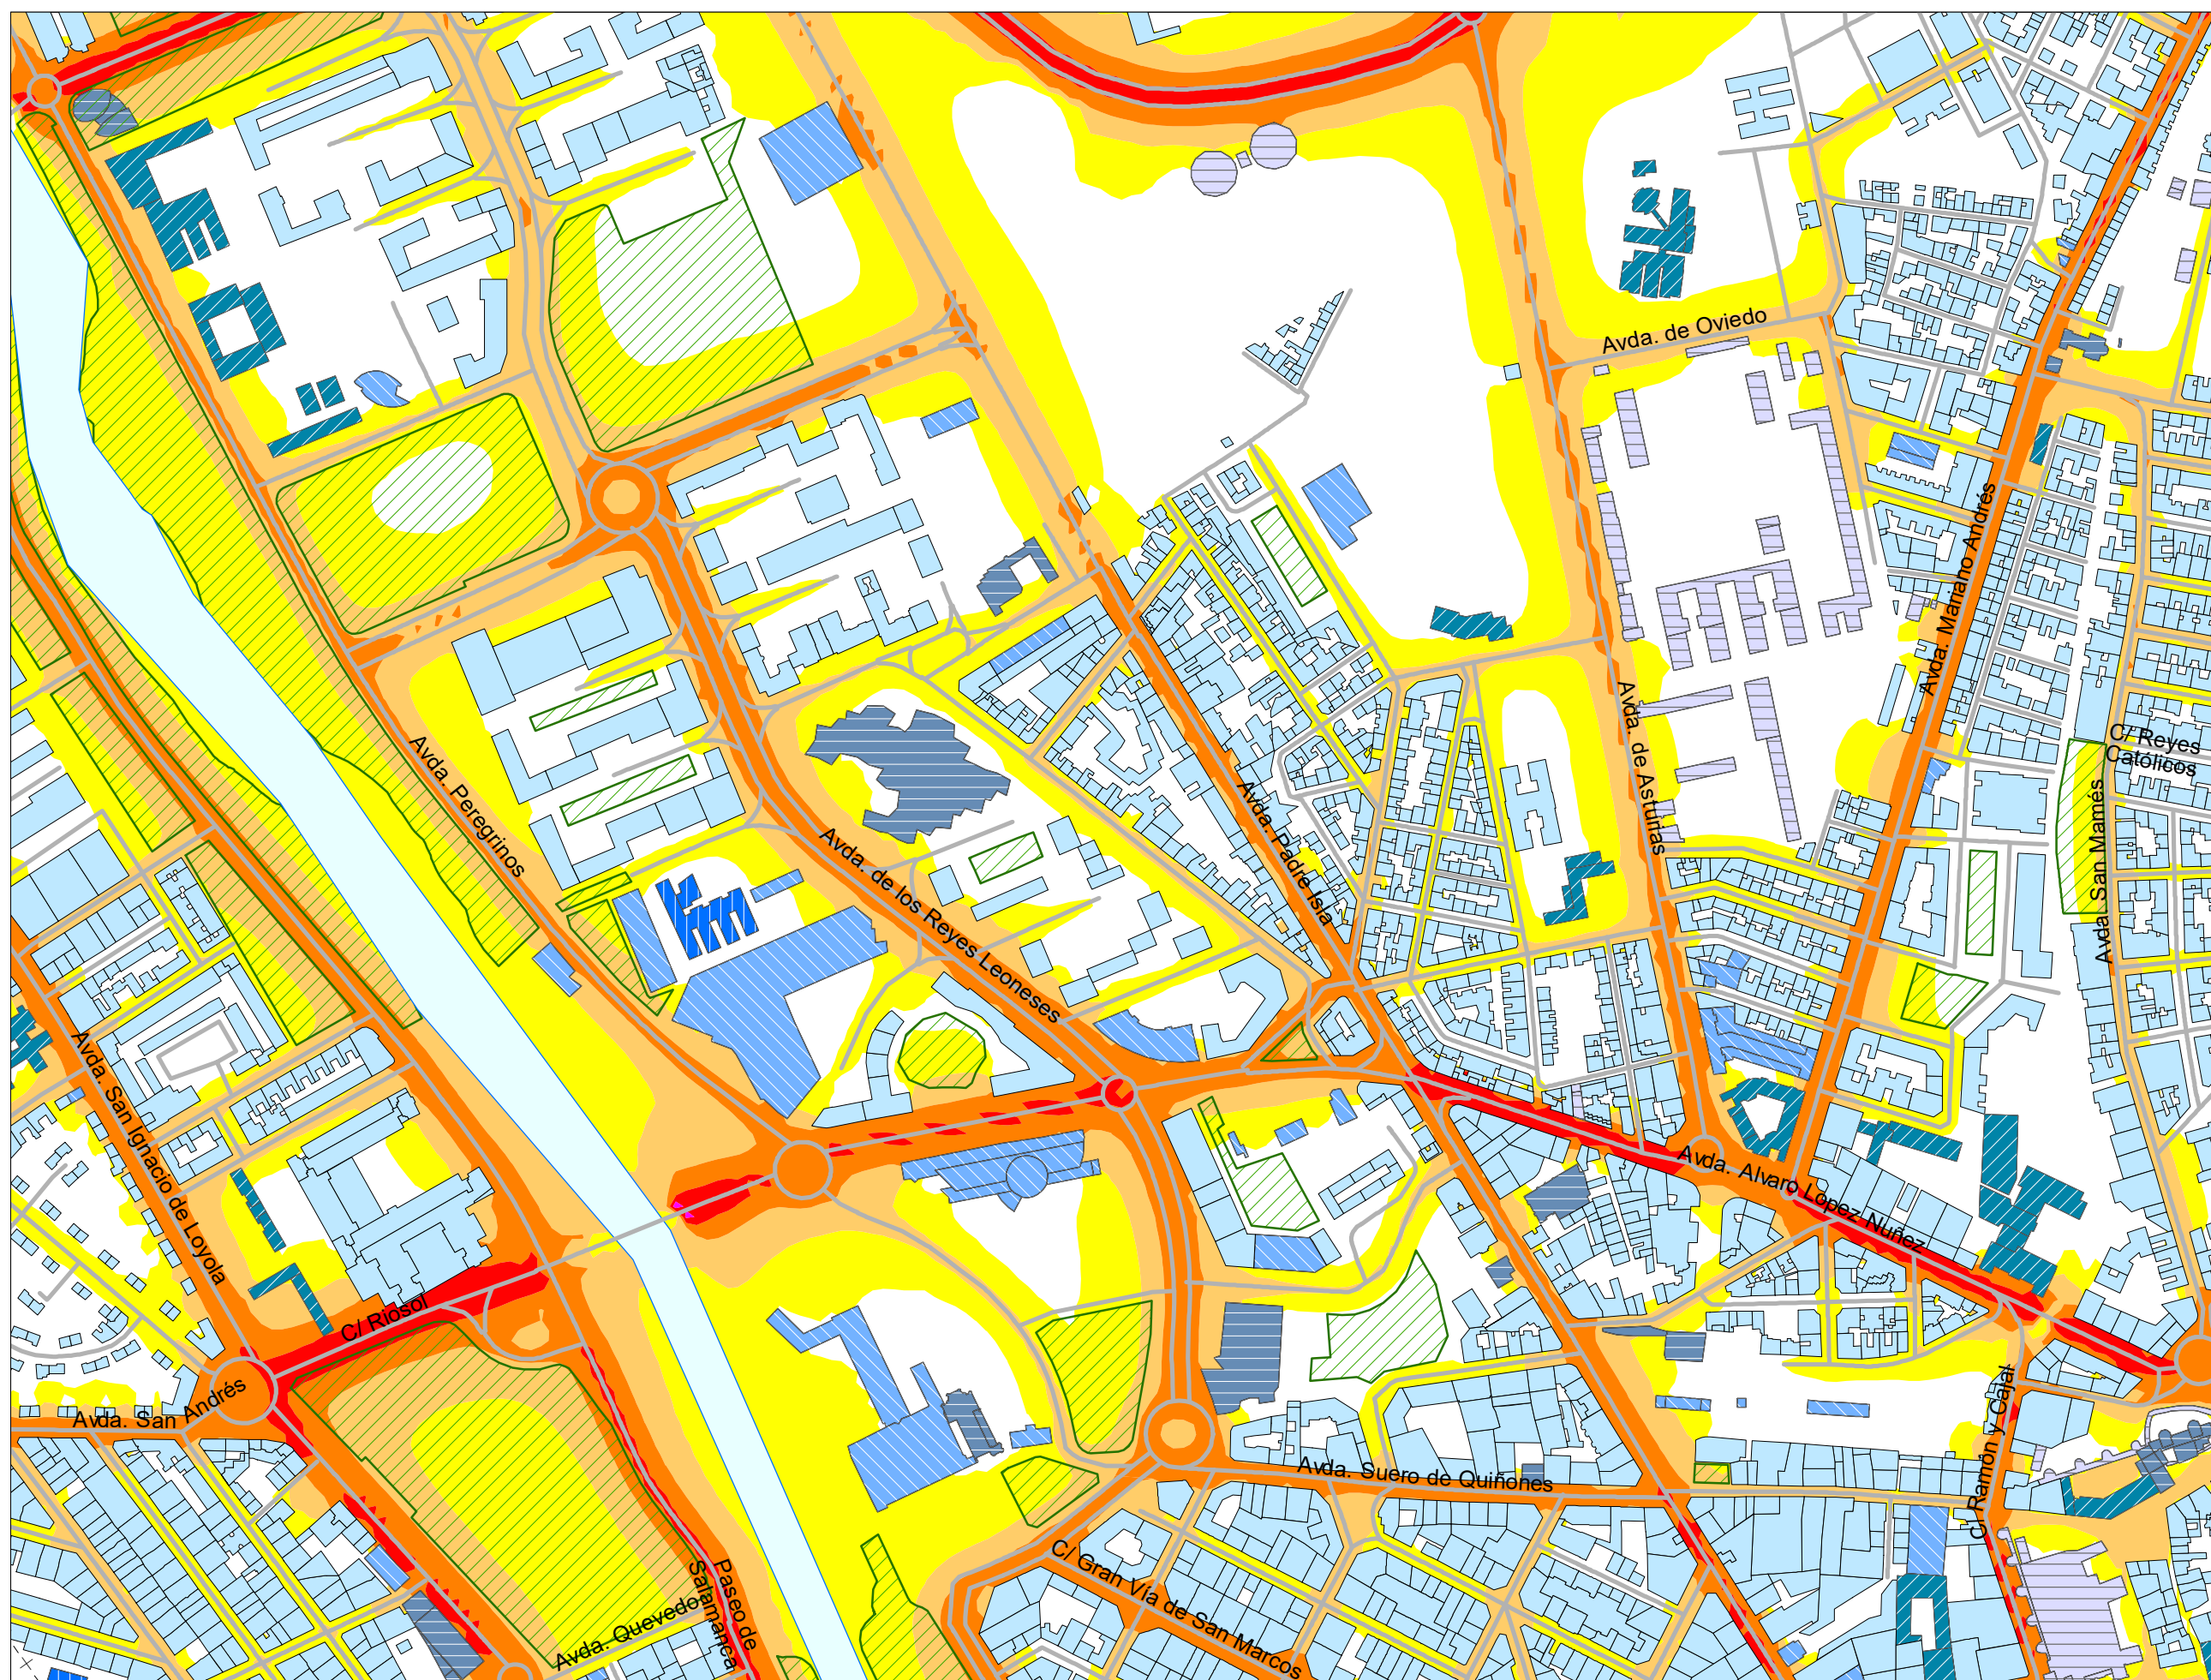 Avda. de Oviedo
Avda. Mariano Andrés
Avda. de Asturias
C/ Reyes
Católicos
Avda. San Mamés
Avda. Peregrinos
Avda. de los Reyes Leoneses
Avda. Padre Isla
Avda. San Ignacio de Loyola
Avda. Alvaro Lopez Nuñez
C/ Riosol
Avda. San Andrés
C/ Ramón y Cajal
Avda. Suero de Quiñones
C/ Gran Vía de San Marcos
Avda. Quevedo
Paseo de
Salamanca